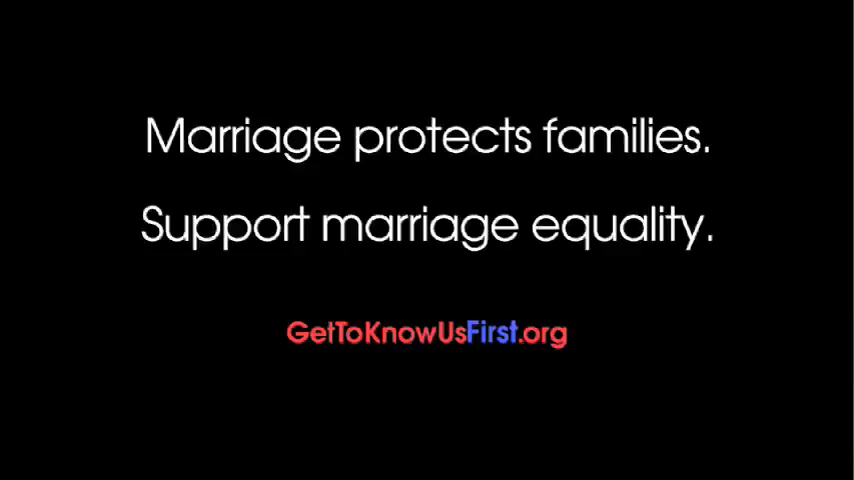 Marriage protects families.
Support marriage equality.
GetToKnowUsFirst.org